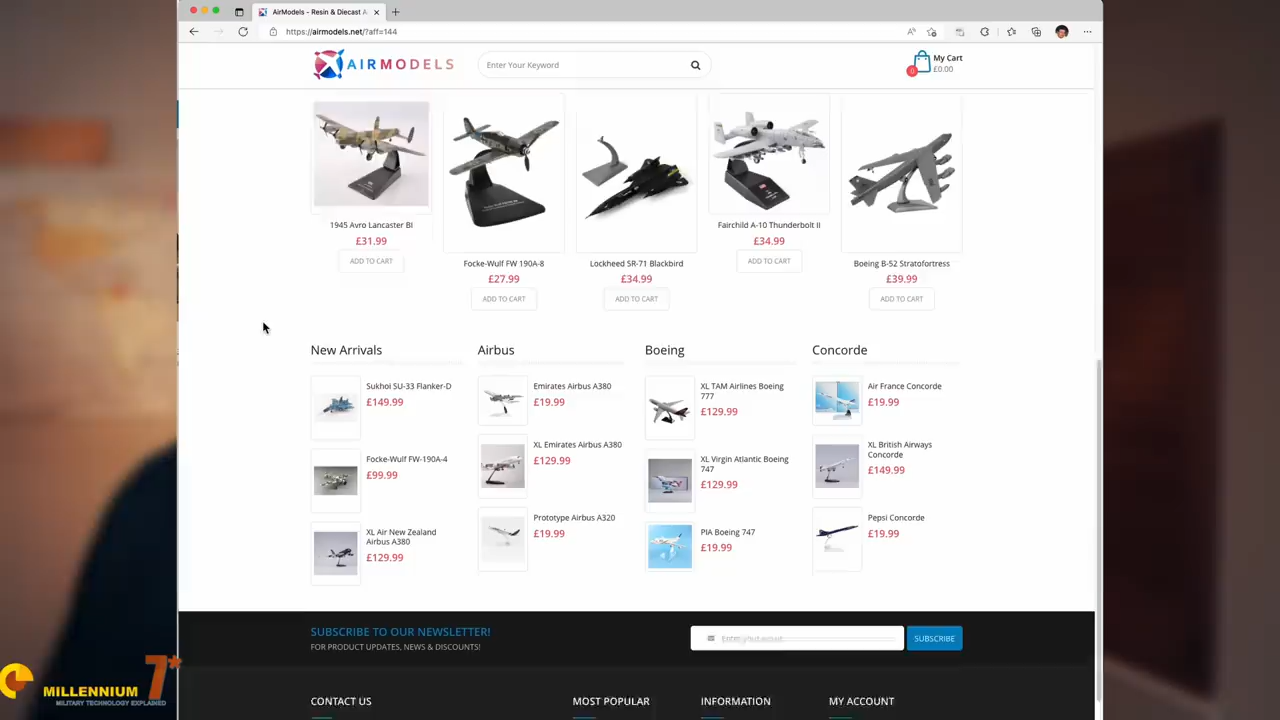 AirModels - Resin & Diecast A
https://airmodels.net/?aff=144
AIRMODELS
Enter Your Keyword
My Cart
0
£0.00
1945 Avro Lancaster BI
£31.99
ADD TO CART
Focke-Wulf FW 190A-8
£27.99
ADD TO CART
Lockheed SR-71 Blackbird
£34.99
ADD TO CART
Fairchild A-10 Thunderbolt II
£34.99
ADD TO CART
Boeing B-52 Stratofortress
£39.99
ADD TO CART
New Arrivals
Sukhoi SU-33 Flanker-D
£149.99
Focke-Wulf FW-190A-4
£99.99
XL Air New Zealand
Airbus A380
£129.99
Airbus
Emirates Airbus A380
£19.99
XL Emirates Airbus A380
£129.99
Prototype Airbus A320
£19.99
Boeing
XL TAM Airlines Boeing
777
£129.99
XL Virgin Atlantic Boeing
747
£129.99
PIA Boeing 747
£19.99
Concorde
Air France Concorde
£19.99
XL British Airways
Concorde
£149.99
Pepsi Concorde
£19.99
SUBSCRIBE TO OUR NEWSLETTER!
FOR PRODUCT UPDATES, NEWS & DISCOUNTS!
SUBSCRIBE
CONTACT US
MOST POPULAR
INFORMATION
MY ACCOUNT
MILLENNIUM 7*
MILITARY TECHNOLOGY EXPLAINED